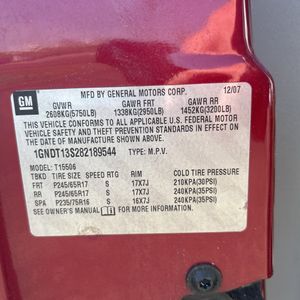 MFD BY GENERAL MOTORS CORP. 12/07
GM GVWR GAWR FRT GAWR RR
2608KG(5750LB) 1338KG(2950LB) 1452KG(3200LB)
THIS VEHICLE CONFORMS TO ALL APPLICABLE U.S. FEDERAL MOTOR
VEHICLE SAFETY AND THEFT PREVENTION STANDARDS IN
EFFECT ON THE DATE OF MANUFACTURE SHOWN ABOVE.
1GNDT13S282189544 TYPE: M.P.V.
MODEL: T15506
TBKD TIRE SIZE SPEED RTG RIM COLD TIRE PRESSURE
FRT P245/65R17 S 17X7J 210KPA(30PSI)
RR P245/65R17 S 17X7J 240KPA(35PSI)
SPA P235/75R16 S 16X7J 240KPA(35PSI)
SEE OWNER'S MANUAL FOR MORE INFORMATION.